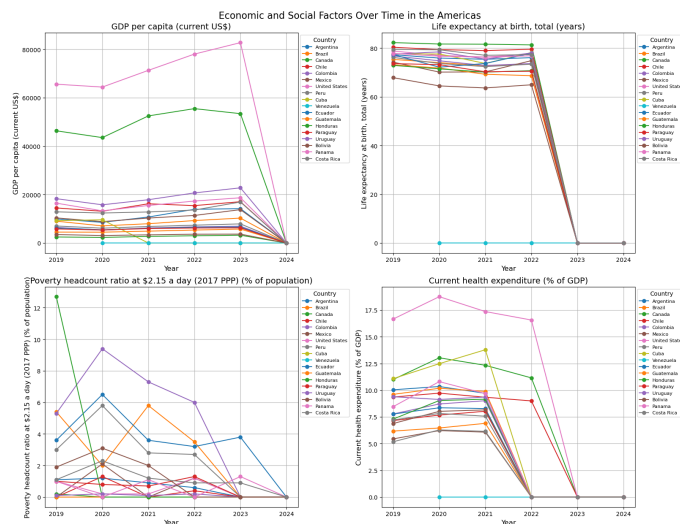 Economic and Social Factors Over Time in the Americas
GDP per capita (current US$)
GDP per capita (current US$)
80000
60000
40000
20000
0
2019 2020 2021 2022 2023 2024
Year
Country
Argentina
Brazil
Canada
Chile
Colombia
Mexico
United States
Peru
Cuba
Venezuela
Ecuador
Guatemala
Honduras
Paraguay
Uruguay
Bolivia
Panama
Costa Rica
Life expectancy at birth, total (years)
Life expectancy at birth, total (years)
80
60
40
20
0
2019 2020 2021 2022 2023 2024
Year
Country
Argentina
Brazil
Canada
Chile
Colombia
Mexico
United States
Peru
Cuba
Venezuela
Ecuador
Guatemala
Honduras
Paraguay
Uruguay
Bolivia
Panama
Costa Rica
Poverty headcount ratio at $2.15 a day (2017 PPP) (% of population)
Poverty headcount ratio at $2.15 a day (2017 PPP) (% of population)
12
10
8
6
4
2
0
2019 2020 2021 2022 2023 2024
Year
Country
Argentina
Brazil
Canada
Chile
Colombia
Mexico
United States
Peru
Cuba
Venezuela
Ecuador
Guatemala
Honduras
Paraguay
Uruguay
Bolivia
Panama
Costa Rica
Current health expenditure (% of GDP)
Current health expenditure (% of GDP)
17.5
15.0
12.5
10.0
7.5
5.0
2.5
0.0
2019 2020 2021 2022 2023 2024
Year
Country
Argentina
Brazil
Canada
Chile
Colombia
Mexico
United States
Peru
Cuba
Venezuela
Ecuador
Guatemala
Honduras
Paraguay
Uruguay
Bolivia
Panama
Costa Rica